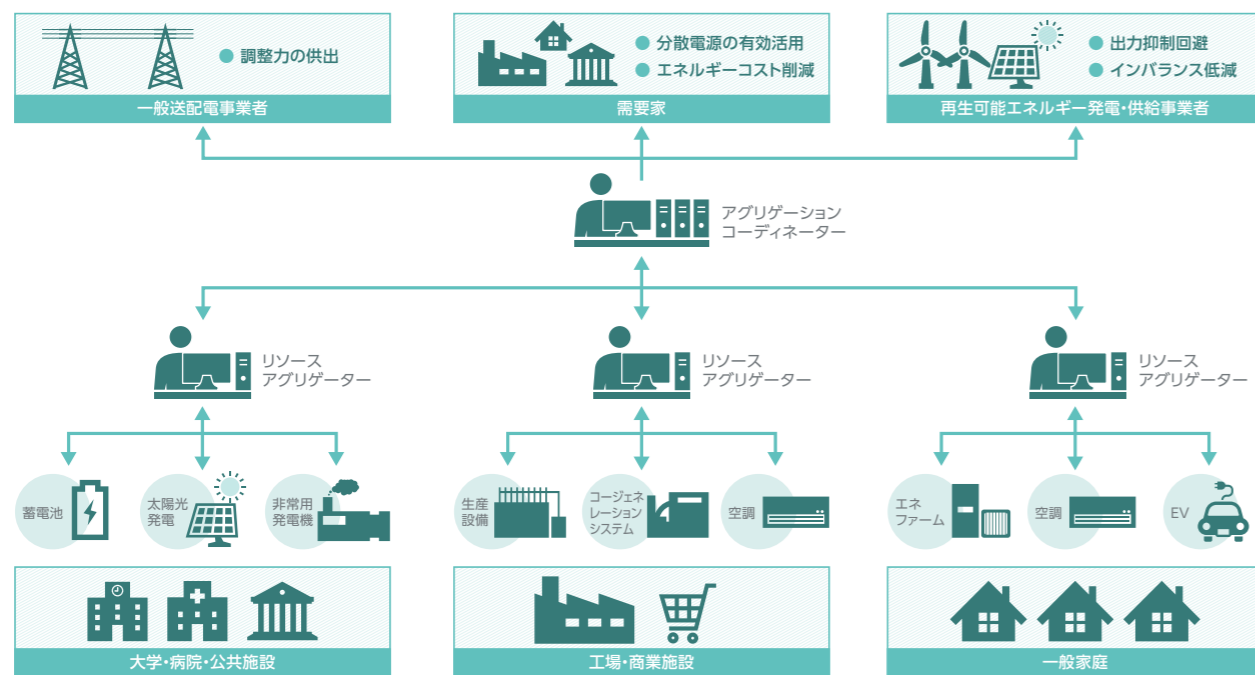 調整力の供出
一般送配電事業者
分散電源の有効活用
エネルギーコスト削減
需要家
出力抑制回避
インバランス低減
再生可能エネルギー発電・供給事業者
アグリゲーション
コーディネーター
リソース
アグリゲーター
リソース
アグリゲーター
リソース
アグリゲーター
蓄電池
太陽光
発電
非常用
発電機
生産
設備
コージェネ
レーション
システム
空調
エネ
ファーム
空調
EV
大学・病院・公共施設
工場・商業施設
一般家庭